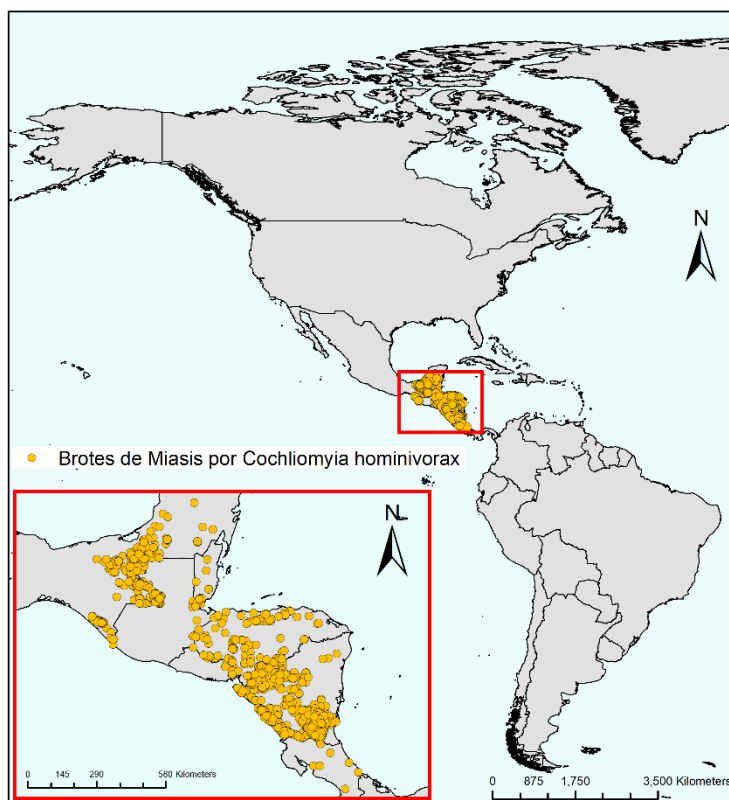 N
Brotes de Miasis por Cochliomyia hominivorax
N
0 145 290 580 Kilometers
0 875 1,750 3,500 Kilometers